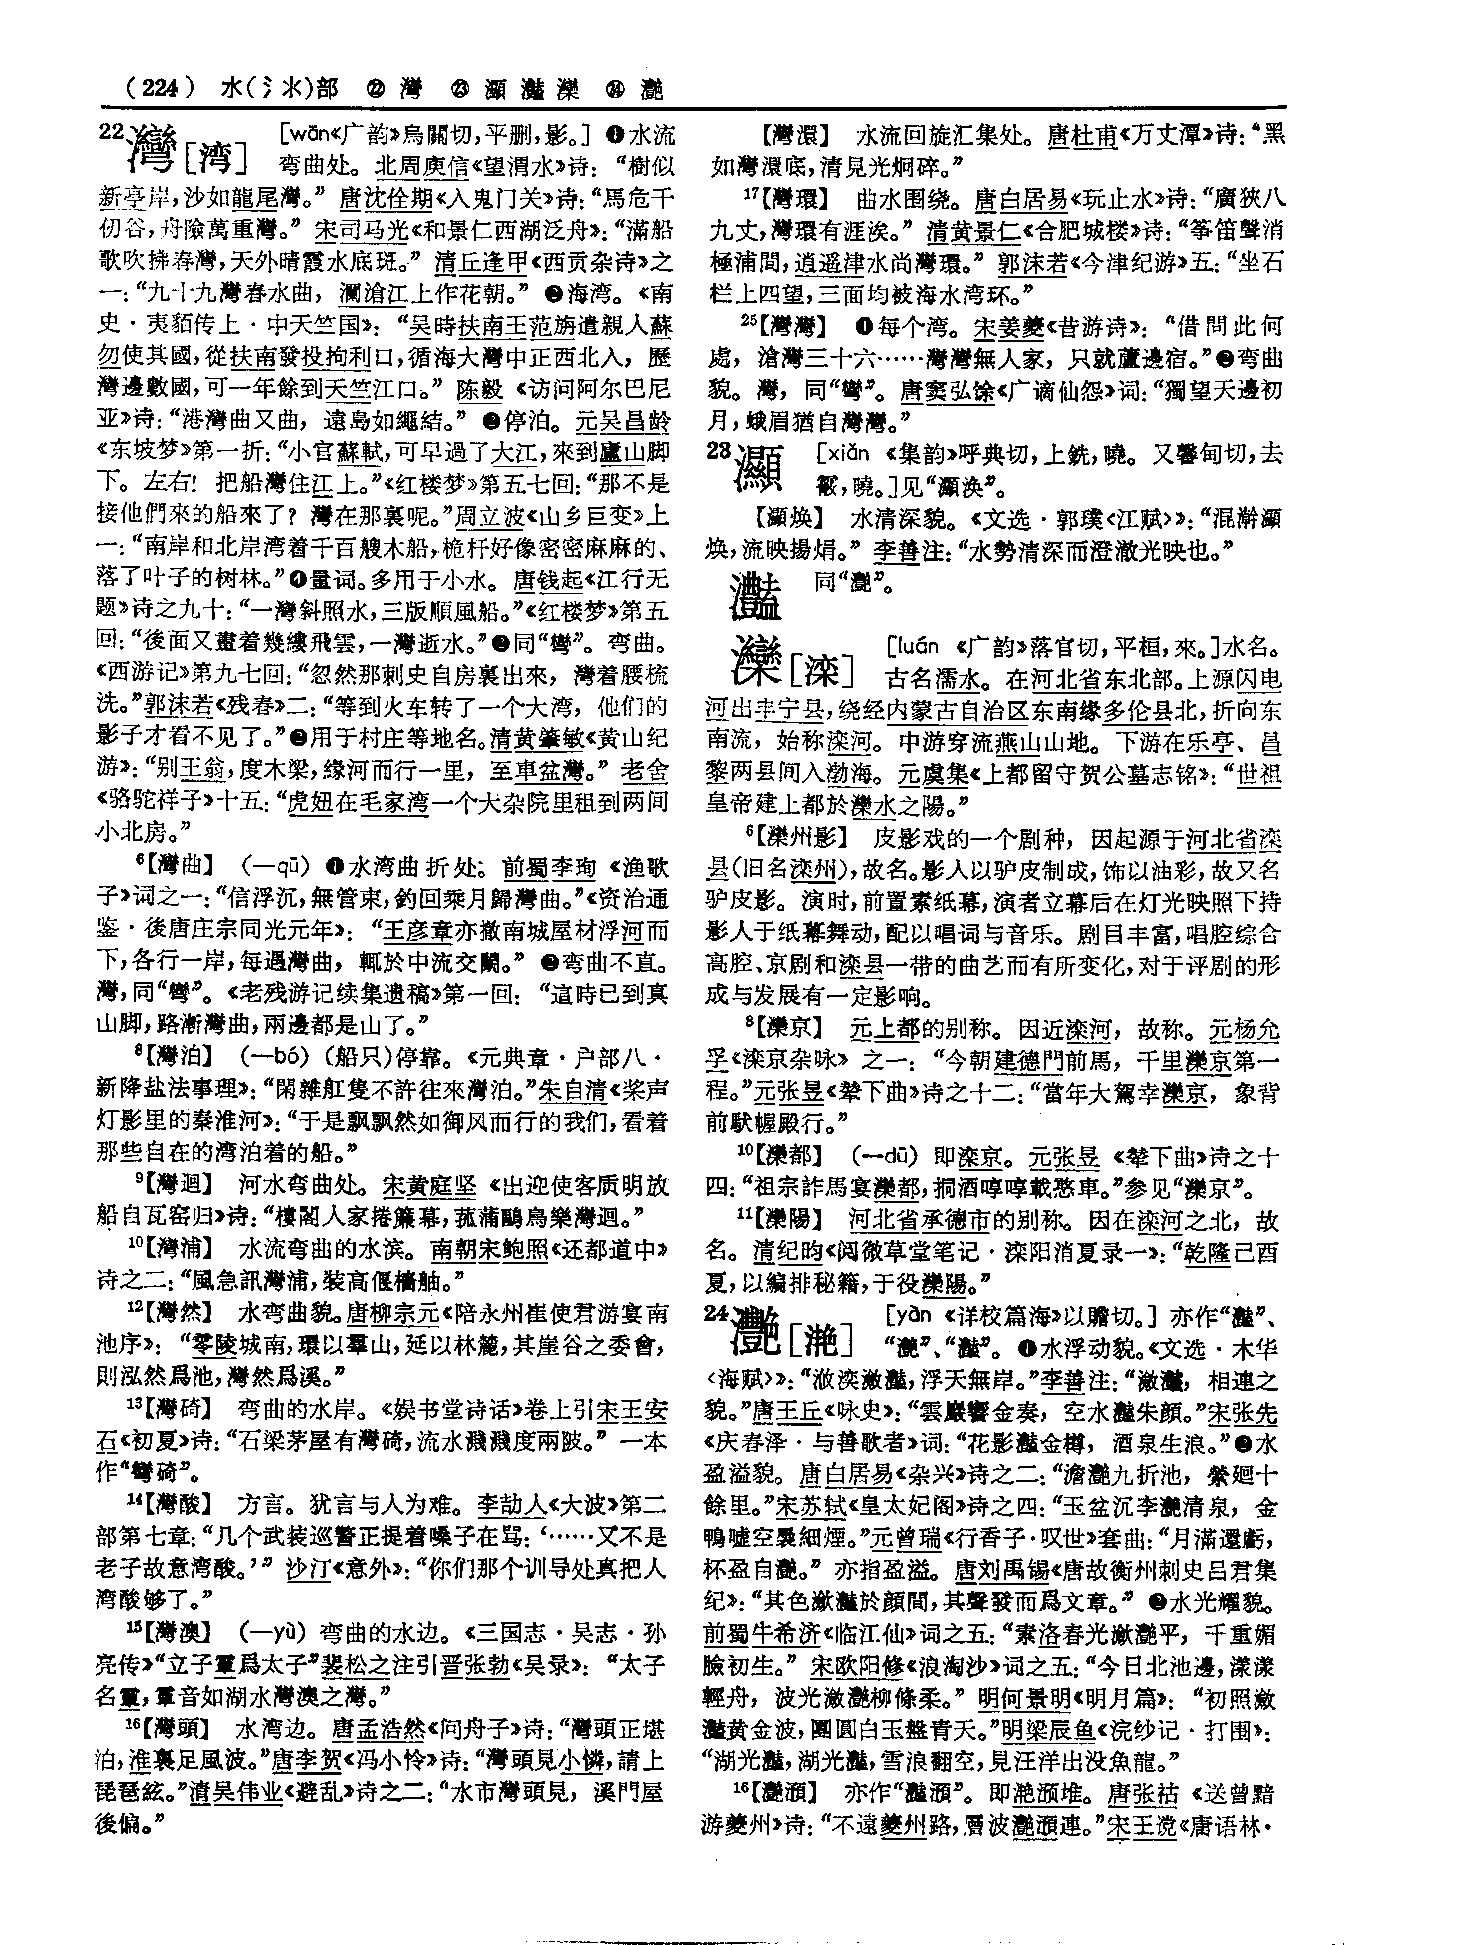 (224) 水(氵氺)部 ㉒ 灣 ㉓ 灦 灩 灤 ㉔ 灔
22灣[湾] [wān《广韵》烏關切,平删,影。] ❶水流
弯曲处。北周庾信《望渭水》诗：“樹似
新亭岸,沙如龍尾灣。” 唐沈佺期《入鬼门关》诗：“馬危千
仞谷,舟險萬重灣。” 宋司马光《和景仁西湖泛舟》：“滿船
歌吹拂春灣,天外晴霞水底斑。” 清丘逢甲《西贡杂诗》之
一：“九十九灣春水曲，瀾滄江上作花朝。” ❷海湾。《南
史·夷貊传上·中天竺国》：“吴時扶南王范旃遣親人蘇
勿使其國,從扶南發投拘利口,循海大灣中正西北入，歷
灣邊數國,可一年餘到天竺江口。” 陈毅《访问阿尔巴尼
亚》诗：“港灣曲又曲，遠島如繩結。” ❸停泊。元吴昌龄
《东坡梦》第一折：“小官蘇軾,可早過了大江,來到廬山脚
下。左右！把船灣住江上。”《红楼梦》第五七回：“那不是
接他們來的船來了？灣在那裏呢。”周立波《山乡巨变》上
一：“南岸和北岸湾着千百艘木船,桅杆好像密密麻麻的、
落了叶子的树林。”❹量词。多用于小水。唐钱起《江行无
题》诗之九十：“一灣斜照水,三版順風船。”《红楼梦》第五
回：“後面又畫着幾縷飛雲,一灣逝水。”❺同“彎”。弯曲。
《西游记》第九七回：“忽然那刺史自房裏出來，灣着腰梳
洗。”郭沫若《残春》二：“等到火车转了一个大湾，他们的
影子才看不见了。”❻用于村庄等地名。清黄肇敏《黄山纪
游》：“别王翁,度木梁,缘河而行一里，至車盆灣。” 老舍
《骆驼祥子》十五：“虎妞在毛家湾一个大杂院里租到两间
小北房。”
6【灣曲】 (—qū) ❶水湾曲折处。前蜀李珣《渔歌
子》词之一：“信浮沉,無管束,釣回乘月歸灣曲。”《资治通
鉴·後唐庄宗同光元年》：“王彦章亦撤南城屋材浮河而
下,各行一岸,每遇灣曲，輒於中流交鬭。” ❷弯曲不直。
灣,同“彎”。《老残游记续集遗稿》第一回：“這時已到真
山脚,路漸灣曲,兩邊都是山了。”
8【灣泊】 (—bó) (船只)停靠。《元典章·户部八·
新降盐法事理》：“閑雜舡隻不許往來灣泊。”朱自清《桨声
灯影里的秦淮河》：“于是飘飘然如御风而行的我们,看着
那些自在的湾泊着的船。”
9【灣迴】 河水弯曲处。宋黄庭坚《出迎使客质明放
船自瓦窑归》诗：“樓閣人家捲簾幕,菰蒲鷗鳥樂灣迴。”
10【灣浦】 水流弯曲的水滨。南朝宋鲍照《还都道中》
诗之二：“風急訊灣浦,装高偃檣舳。”
12【灣然】 水弯曲貌。唐柳宗元《陪永州崔使君游宴南
池序》：“零陵城南,環以羣山,延以林麓,其崖谷之委會，
則泓然爲池,灣然爲溪。”
13【灣碕】 弯曲的水岸。《娱书堂诗话》卷上引宋王安
石《初夏》诗：“石梁茅屋有灣碕,流水濺濺度兩陂。” 一本
作“彎碕”。
14【灣酸】 方言。犹言与人为难。李劼人《大波》第二
部第七章：“几个武装巡警正提着嗓子在骂：‘……又不是
老子故意湾酸。’” 沙汀《意外》：“你们那个训导处真把人
湾酸够了。”
15【灣澳】 (—yù) 弯曲的水边。《三国志·吴志·孙
亮传》“立子𩅦爲太子”裴松之注引晋张勃《吴录》：“太子
名𩅦,𩅦音如湖水灣澳之灣。”
16【灣頭】 水湾边。唐孟浩然《问舟子》诗：“灣頭正堪
泊,淮裏足風波。”唐李贺《冯小怜》诗：“灣頭見小憐,請上
琵琶絃。”清吴伟业《避乱》诗之二：“水市灣頭見，溪門屋
後偏。”
【灣澴】 水流回旋汇集处。唐杜甫《万丈潭》诗：“黑
如灣澴底,清見光炯碎。”
17【灣環】 曲水围绕。唐白居易《玩止水》诗：“廣狹八
九丈,灣環有涯涘。” 清黄景仁《合肥城楼》诗：“筝笛聲消
極浦間,逍遥津水尚灣環。” 郭沫若《今津纪游》五：“坐石
栏上四望,三面均被海水湾环。”
25【灣灣】 ❶每个湾。宋姜夔《昔游诗》：“借問此何
處，滄灣三十六……灣灣無人家，只就蘆邊宿。”❷弯曲
貌。灣，同“彎”。唐窦弘馀《广谪仙怨》词：“獨望天邊初
月,蛾眉猶自灣灣。”
23灦 [xiǎn 《集韵》呼典切,上銑,曉。又馨甸切,去
霰,曉。]见“灦涣”。
【灦焕】 水清深貌。《文选·郭璞<江赋>》：“混澣灦
焕,流映揚焆。” 李善注：“水勢清深而澄澈光映也。”
灩 同“灔”。
灤[滦] [luán 《广韵》落官切,平桓,來。]水名。
古名濡水。在河北省东北部。上源闪电
河出丰宁县,绕经内蒙古自治区东南缘多伦县北,折向东
南流，始称滦河。中游穿流燕山山地。下游在乐亭、昌
黎两县间入渤海。元虞集《上都留守贺公墓志铭》：“世祖
皇帝建上都於灤水之陽。”
6【灤州影】 皮影戏的一个剧种，因起源于河北省滦
县(旧名滦州),故名。影人以驴皮制成,饰以油彩,故又名
驴皮影。演时,前置素纸幕,演者立幕后在灯光映照下持
影人于纸幕舞动,配以唱词与音乐。剧目丰富,唱腔综合
高腔、京剧和滦县一带的曲艺而有所变化,对于评剧的形
成与发展有一定影响。
8【灤京】 元上都的别称。因近滦河，故称。元杨允
孚《滦京杂咏》之一：“今朝建德門前馬，千里灤京第一
程。”元张昱《辇下曲》诗之十二：“當年大駕幸灤京，象背
前馱幄殿行。”
10【灤都】 (—dū) 即滦京。元张昱《辇下曲》诗之十
四：“祖宗詐馬宴灤都,挏酒哼哼載憨車。”参见“灤京”。
11【灤陽】 河北省承德市的别称。因在滦河之北，故
名。清纪昀《阅微草堂笔记·滦阳消夏录一》：“乾隆己酉
夏,以編排秘籍,于役灤陽。”
24灔[滟] [yàn 《详校篇海》以贍切。] 亦作“灩”、
“灧”、“灎”。❶水浮动貌。《文选·木华
<海赋>》：“浟湙瀲灩,浮天無岸。”李善注：“瀲灩，相連之
貌。”唐王丘《咏史》：“雲巖響金奏，空水灩朱顔。”宋张先
《庆春泽·与善歌者》词：“花影灩金樽，酒泉生浪。”❷水
盈溢貌。唐白居易《杂兴》诗之二：“澹灔九折池，縈廻十
餘里。”宋苏轼《皇太妃阁》诗之四：“玉盆沉李灔清泉，金
鴨噓空裊細煙。”元曾瑞《行香子·叹世》套曲：“月滿還虧，
杯盈自灔。” 亦指盈溢。唐刘禹锡《唐故衡州刺史吕君集
纪》：“其色瀲灩於顔間,其聲發而爲文章。” ❸水光耀貌。
前蜀牛希济《临江仙》词之五：“素洛春光瀲灔平，千重媚
臉初生。” 宋欧阳修《浪淘沙》词之五：“今日北池邊,漾漾
輕舟，波光瀲灔柳條柔。” 明何景明《明月篇》：“初照瀲
灩黄金波,團圓白玉盤青天。”明梁辰鱼《浣纱记·打围》：
“湖光灩,湖光灩,雪浪翻空,見汪洋出没魚龍。”
16【灔澦】 亦作“灩澦”。即滟滪堆。唐张祜《送曾黯
游夔州》诗：“不遠夔州路,層波灔澦連。”宋王谠《唐语林·